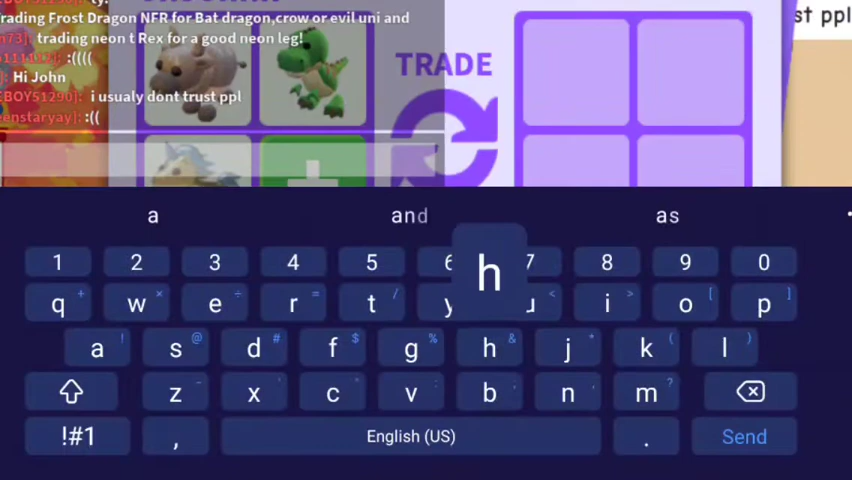 ty!
rading Frost Dragon NFR for Bat dragon,crow or evil uni and
trading neon t Rex for a good neon leg!
:((((
Hi John
i usualy dont trust ppl
:((
TRADE
st ppl
a and as
1 2 3 4 5 6 7 8 9 0
h
q + w × e ÷ r = t / y u < i > o [ p ]
a ! s @ d # f $ g % h & j * k ( l )
z - x ' c " v : b ; n , m ?
!#1 , English (US) . Send